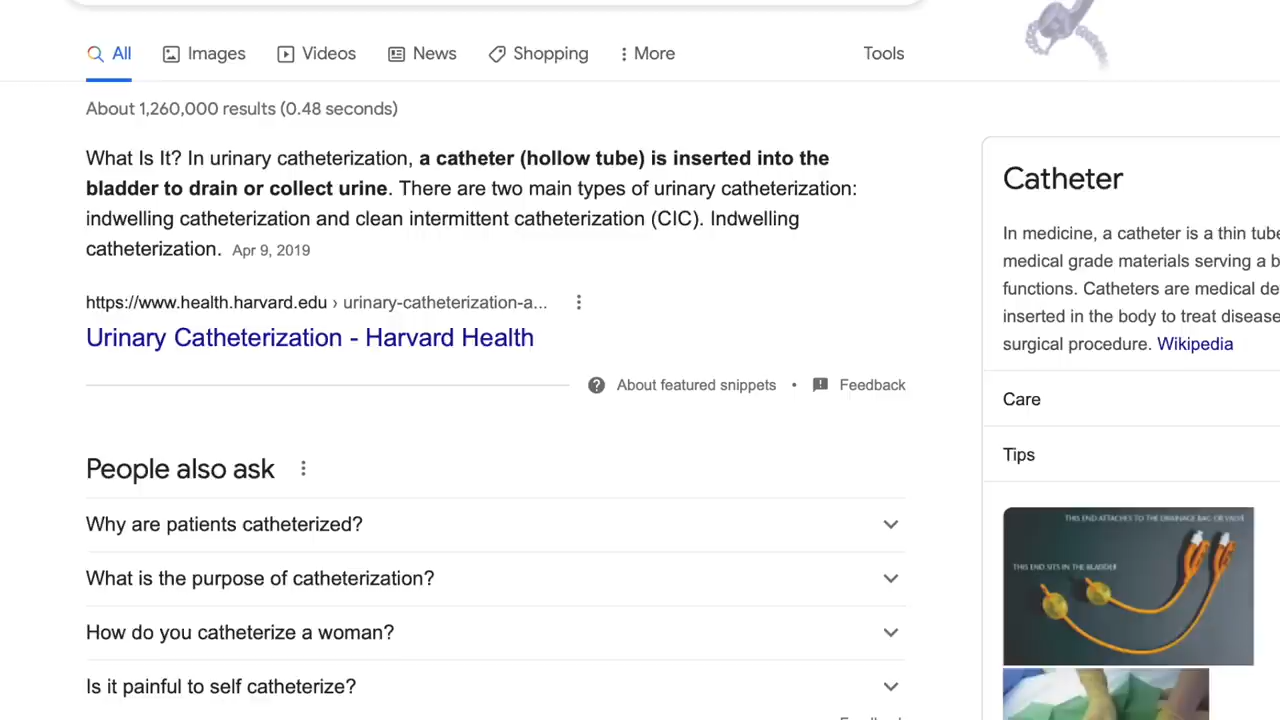 All
Images
Videos
News
Shopping
More
Tools
About 1,260,000 results (0.48 seconds)
What Is It? In urinary catheterization, a catheter (hollow tube) is inserted into the
bladder to drain or collect urine. There are two main types of urinary catheterization:
indwelling catheterization and clean intermittent catheterization (CIC). Indwelling
catheterization. Apr 9, 2019
https://www.health.harvard.edu › urinary-catheterization-a...
Urinary Catheterization - Harvard Health
About featured snippets • Feedback
People also ask
Why are patients catheterized?
What is the purpose of catheterization?
How do you catheterize a woman?
Is it painful to self catheterize?
Catheter
In medicine, a catheter is a thin tube
medical grade materials serving a b
functions. Catheters are medical de
inserted in the body to treat disease
surgical procedure. Wikipedia
Care
Tips
THIS END ATTACHES TO THE DRAINAGE BAG OR VALVE
THIS END SITS IN THE BLADDER